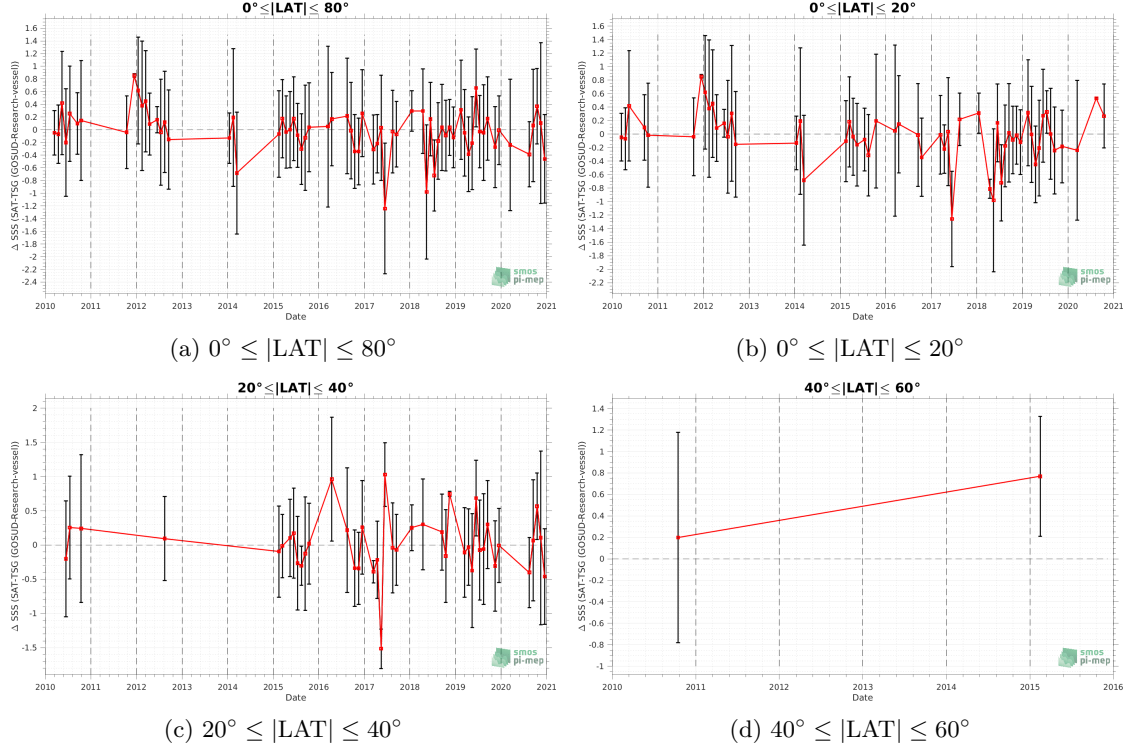 0°≤|LAT|≤ 80°
Δ SSS (SAT-TSG (GOSUD-Research-vessel))
1.6
1.4
1.2
1
0.8
0.6
0.4
0.2
0
-0.2
-0.4
-0.6
-0.8
-1
-1.2
-1.4
-1.6
-1.8
-2
-2.2
-2.4
2010 2011 2012 2013 2014 2015 2016 2017 2018 2019 2020 2021
Date
smos
pi-mep
(a) 0° ≤ |LAT| ≤ 80°
0°≤|LAT|≤ 20°
Δ SSS (SAT-TSG (GOSUD-Research-vessel))
1.4
1.2
1
0.8
0.6
0.4
0.2
0
-0.2
-0.4
-0.6
-0.8
-1
-1.2
-1.4
-1.6
-1.8
-2
-2.2
2010 2011 2012 2013 2014 2015 2016 2017 2018 2019 2020 2021
Date
smos
pi-mep
(b) 0° ≤ |LAT| ≤ 20°
20°≤|LAT|≤ 40°
Δ SSS (SAT-TSG (GOSUD-Research-vessel))
2
1.5
1
0.5
0
-0.5
-1
-1.5
2010 2011 2012 2013 2014 2015 2016 2017 2018 2019 2020 2021
Date
smos
pi-mep
(c) 20° ≤ |LAT| ≤ 40°
40°≤|LAT|≤ 60°
Δ SSS (SAT-TSG (GOSUD-Research-vessel))
1.4
1.2
1
0.8
0.6
0.4
0.2
0
-0.2
-0.4
-0.6
-0.8
-1
2010 2011 2012 2013 2014 2015 2016
Date
smos
pi-mep
(d) 40° ≤ |LAT| ≤ 60°